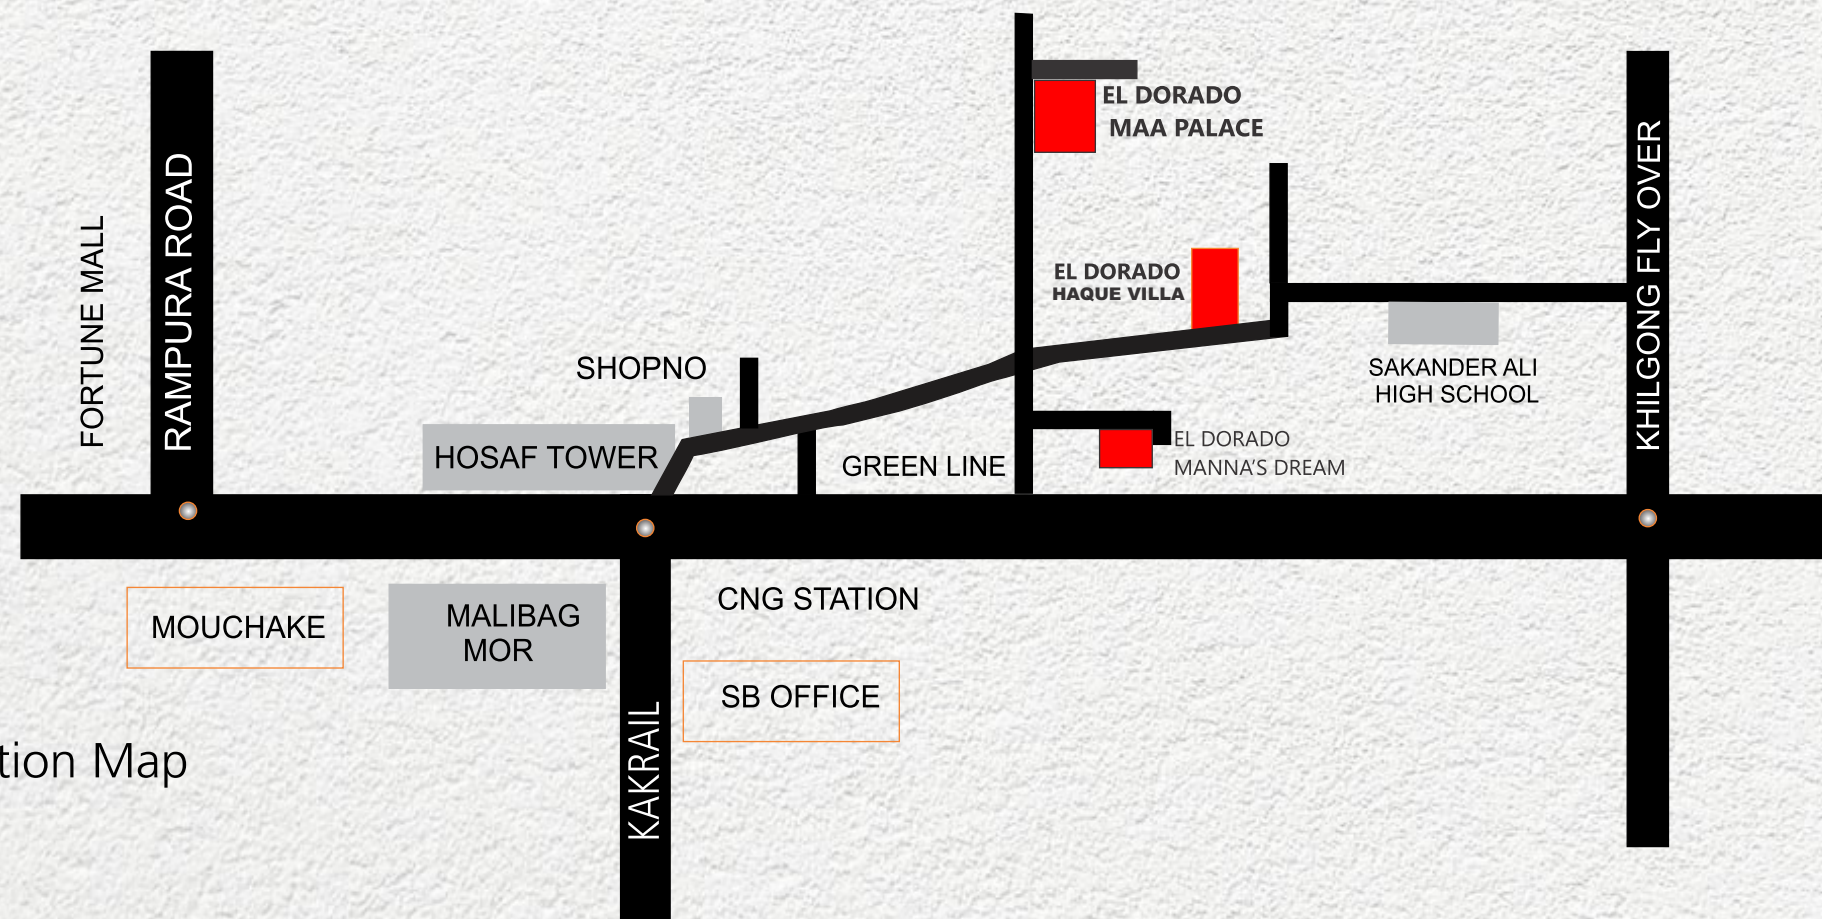 EL DORADO
MAA PALACE
RAMPURA ROAD
KHILGONG FLY OVER
FORTUNE MALL
EL DORADO
HAQUE VILLA
SHOPNO
SAKANDER ALI
HIGH SCHOOL
HOSAF TOWER
GREEN LINE
EL DORADO
MANNA'S DREAM
MOUCHAKE
MALIBAG
MOR
CNG STATION
SB OFFICE
KAKRAIL
tion Map